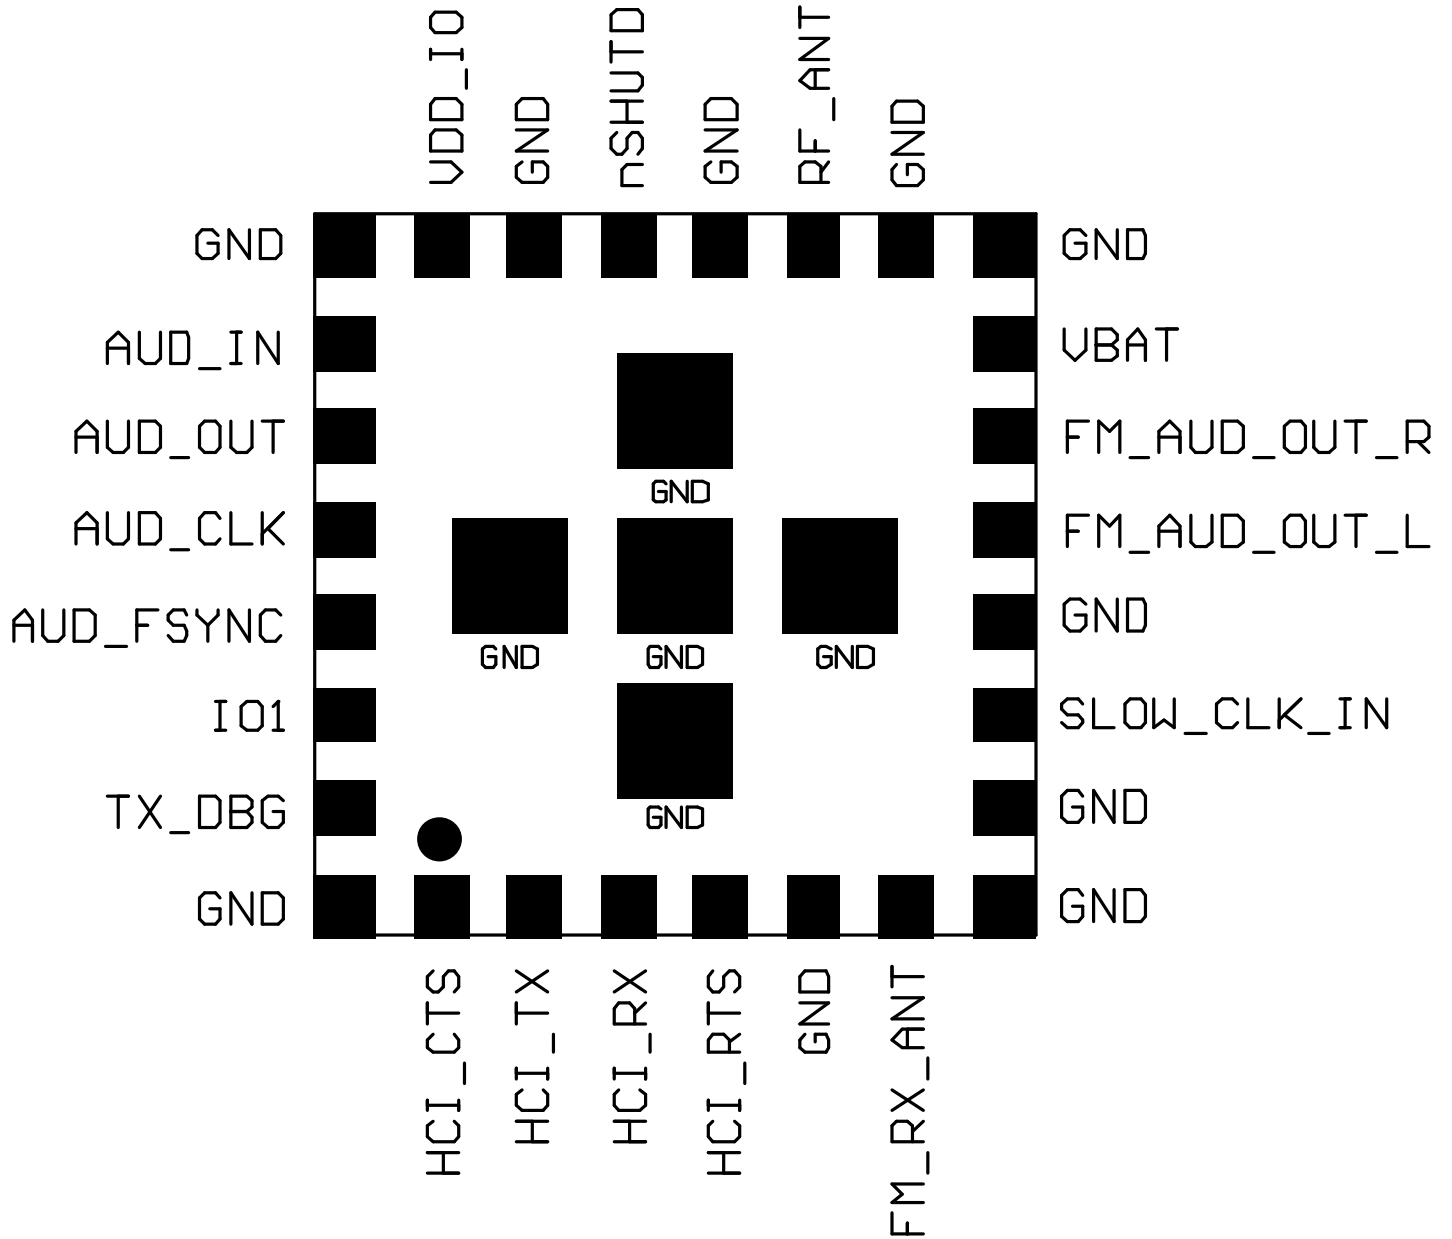 VDD_IO
GND
nSHUTD
GND
RF_ANT
GND
GND
GND
AUD_IN
VBAT
AUD_OUT
FM_AUD_OUT_R
GND
AUD_CLK
FM_AUD_OUT_L
AUD_FSYNC
GND
GND
GND
GND
IO1
SLOW_CLK_IN
TX_DBG
GND
GND
GND
GND
HCI_CTS
HCI_TX
HCI_RX
HCI_RTS
GND
FM_RX_ANT